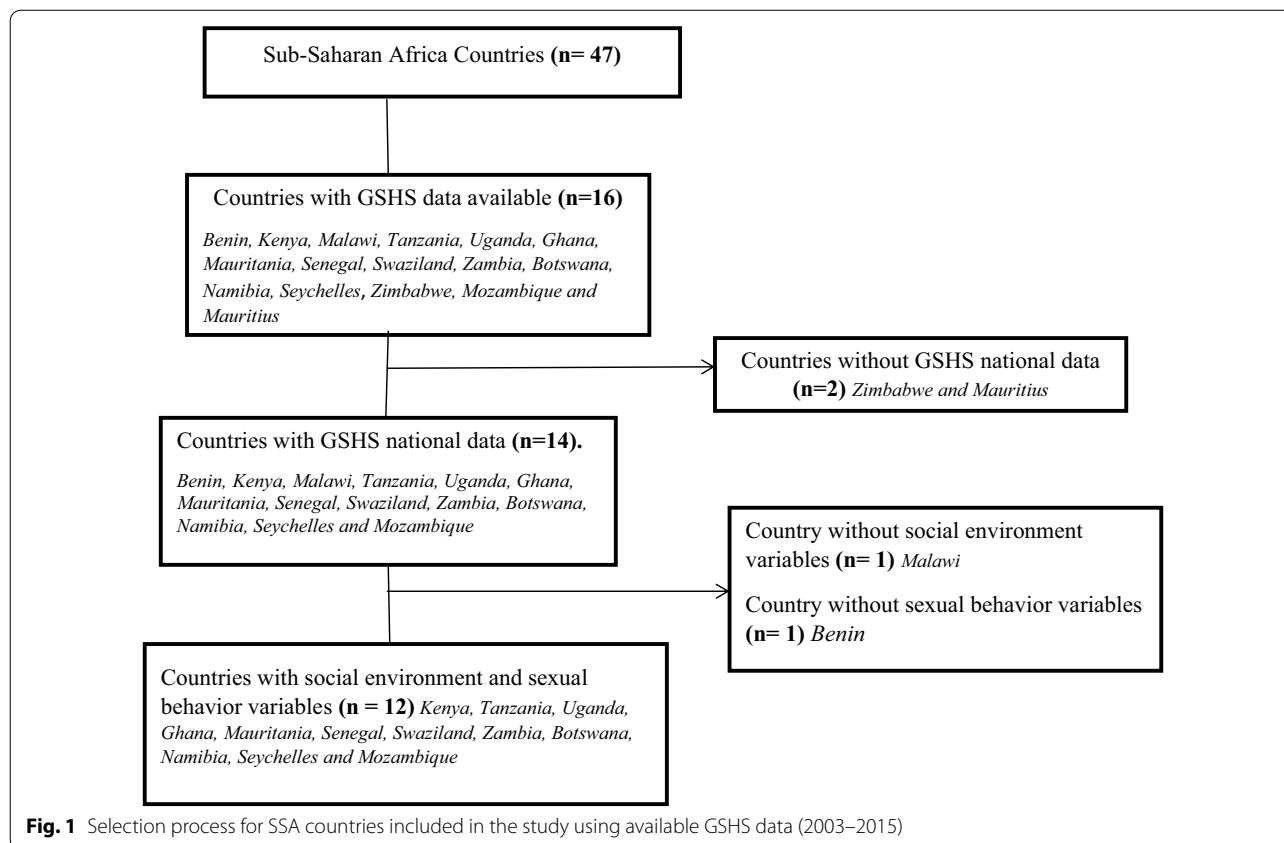 Sub-Saharan Africa Countries (n= 47)
Countries with GSHS data available (n=16)
Benin, Kenya, Malawi, Tanzania, Uganda, Ghana,
Mauritania, Senegal, Swaziland, Zambia, Botswana,
Namibia, Seychelles, Zimbabwe, Mozambique and
Mauritius
Countries without GSHS national data
(n=2) Zimbabwe and Mauritius
Countries with GSHS national data (n=14).
Benin, Kenya, Malawi, Tanzania, Uganda, Ghana,
Mauritania, Senegal, Swaziland, Zambia, Botswana,
Namibia, Seychelles and Mozambique
Country without social environment
variables (n= 1) Malawi
Country without sexual behavior variables
(n= 1) Benin
Countries with social environment and sexual
behavior variables (n = 12) Kenya, Tanzania, Uganda,
Ghana, Mauritania, Senegal, Swaziland, Zambia, Botswana,
Namibia, Seychelles and Mozambique
Fig. 1 Selection process for SSA countries included in the study using available GSHS data (2003–2015)